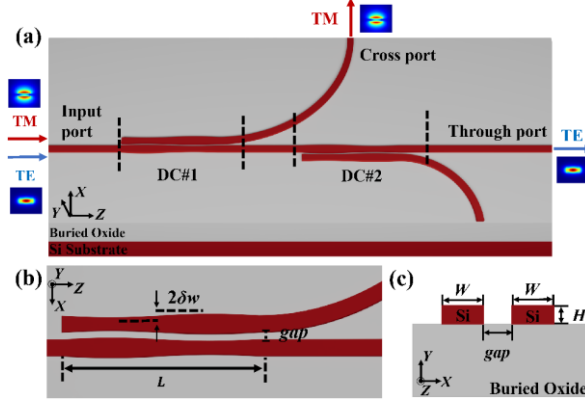 (a)
TM
Cross port
TM
Input
port
Through port
TE
TE
DC#1
DC#2
X
Y
Z
Buried Oxide
Si Substrate
(b)
Y
Z
X
2δw
gap
L
(c)
W
W
Si
Si
H
gap
Y
Z
X
Buried Oxide